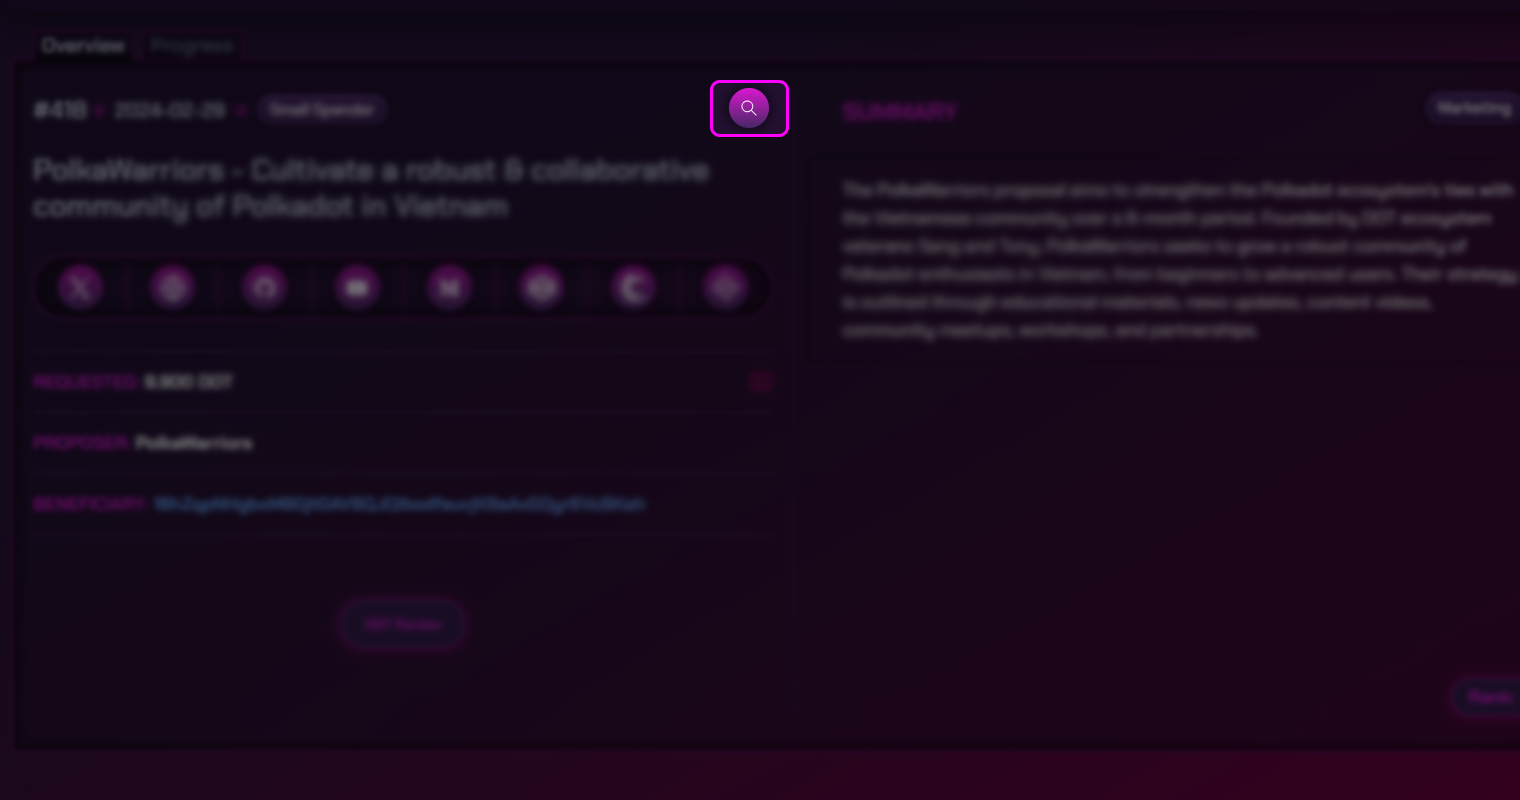 Overview
Progress
#418 • 2024-02-29 • Small Spender
PolkaWarriors - Cultivate a robust & collaborative
community of Polkadot in Vietnam
REQUESTED: 9.900 DOT
PROPOSER: PolkaWarriors
BENEFICIARY:
SUMMARY
Marketing
The PolkaWarriors proposal aims to strengthen the Polkadot ecosystem's ties with
the Vietnamese community over a 6-month period. Founded by DOT ecosystem
veterans Sang and Tony, PolkaWarriors seeks to grow a robust community of
Polkadot enthusiasts in Vietnam, from beginners to advanced users. Their strategy
is outlined through educational materials, news updates, content videos,
community meetups, workshops, and partnerships.